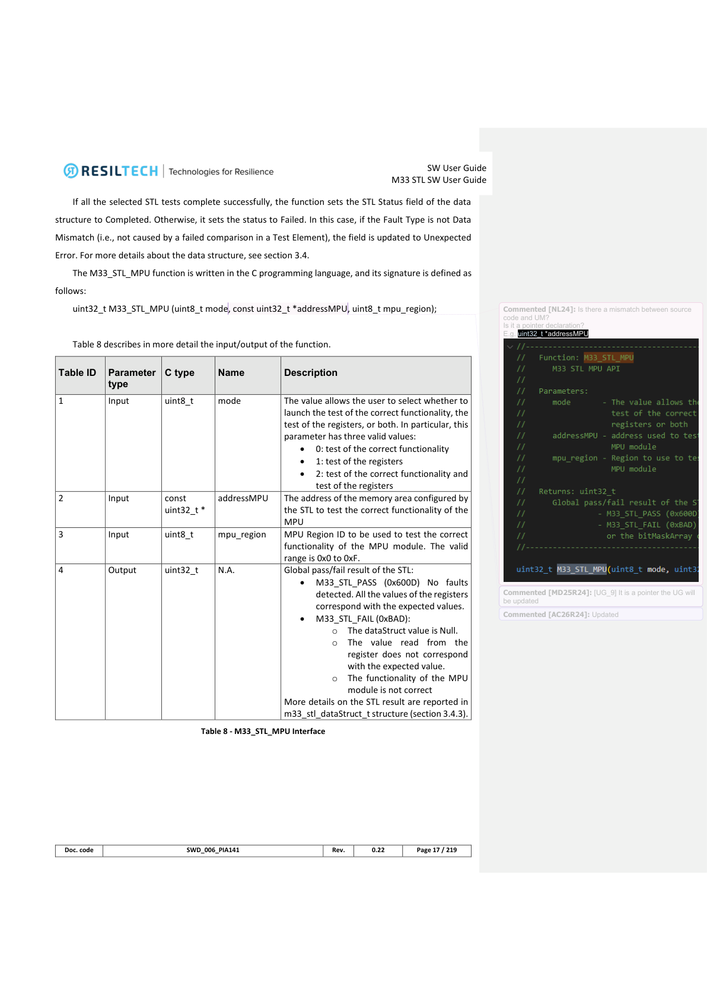 RESILTECH Technologies for Resilience
SW User Guide
M33 STL SW User Guide
If all the selected STL tests complete successfully, the function sets the STL Status field of the data
structure to Completed. Otherwise, it sets the status to Failed. In this case, if the Fault Type is not Data
Mismatch (i.e., not caused by a failed comparison in a Test Element), the field is updated to Unexpected
Error. For more details about the data structure, see section 3.4.
The M33_STL_MPU function is written in the C programming language, and its signature is defined as
follows:
uint32_t M33_STL_MPU (uint8_t mode, const uint32_t *addressMPU, uint8_t mpu_region);
Table 8 describes in more detail the input/output of the function.
Table ID Parameter type C type Name Description
1 Input uint8_t mode The value allows the user to select whether to
launch the test of the correct functionality, the
test of the registers, or both. In particular, this
parameter has three valid values:
• 0: test of the correct functionality
• 1: test of the registers
• 2: test of the correct functionality and
test of the registers
2 Input const uint32_t * addressMPU The address of the memory area configured by
the STL to test the correct functionality of the
MPU
3 Input uint8_t mpu_region MPU Region ID to be used to test the correct
functionality of the MPU module. The valid
range is 0x0 to 0xF.
4 Output uint32_t N.A. Global pass/fail result of the STL:
• M33_STL_PASS (0x600D) No faults
detected. All the values of the registers
correspond with the expected values.
• M33_STL_FAIL (0xBAD):
o The dataStruct value is Null.
o The value read from the
register does not correspond
with the expected value.
o The functionality of the MPU
module is not correct
More details on the STL result are reported in
m33_stl_dataStruct_t structure (section 3.4.3).
Table 8 - M33_STL_MPU Interface
Commented [NL24]: Is there a mismatch between source
code and UM?
Is it a pointer declaration?
E.g. uint32_t *addressMPU
//--------------------------------
// Function: M33_STL_MPU
// M33 STL MPU API
//
// Parameters:
// mode - The value allows the
// test of the correct
// registers or both
// addressMPU - address used to test
// MPU module
// mpu_region - Region to use to tes
// MPU module
//
// Returns: uint32_t
// Global pass/fail result of the ST
// - M33_STL_PASS (0x600D)
// - M33_STL_FAIL (0xBAD)
// or the bitMaskArray
//--------------------------------
uint32_t M33_STL_MPU(uint8_t mode, uint32
Commented [MD25R24]: [UG_9] It is a pointer the UG will
be updated
Commented [AC26R24]: Updated
Doc. code SWD_006_PIA141 Rev. 0.22 Page 17 / 219